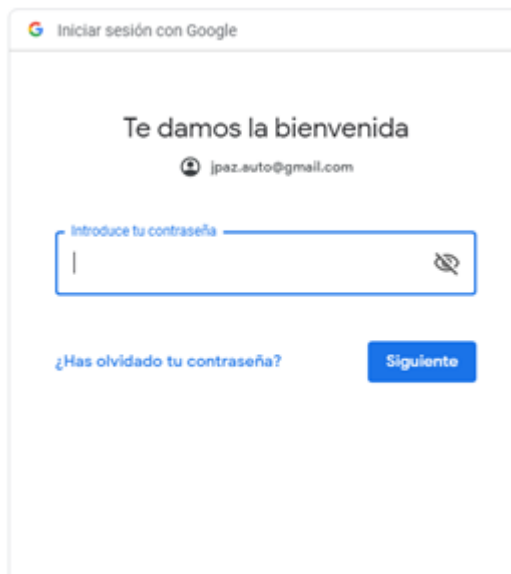 Iniciar sesión con Google
Te damos la bienvenida
jpaz.auto@gmail.com
Introduce tu contraseña
¿Has olvidado tu contraseña?
Siguiente